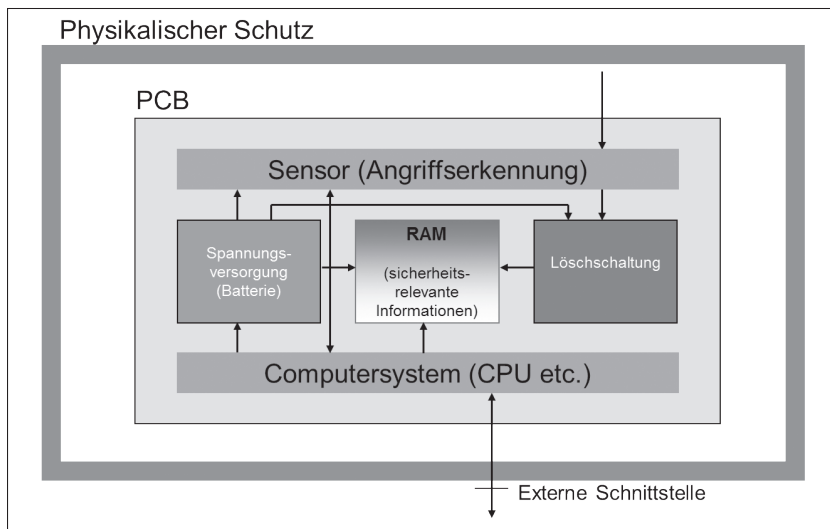 Physikalischer Schutz
PCB
Sensor (Angriffserkennung)
Spannungs-
versorgung
(Batterie)
RAM
(sicherheits-
relevante
Informationen)
Löschschaltung
Computersystem (CPU etc.)
Externe Schnittstelle